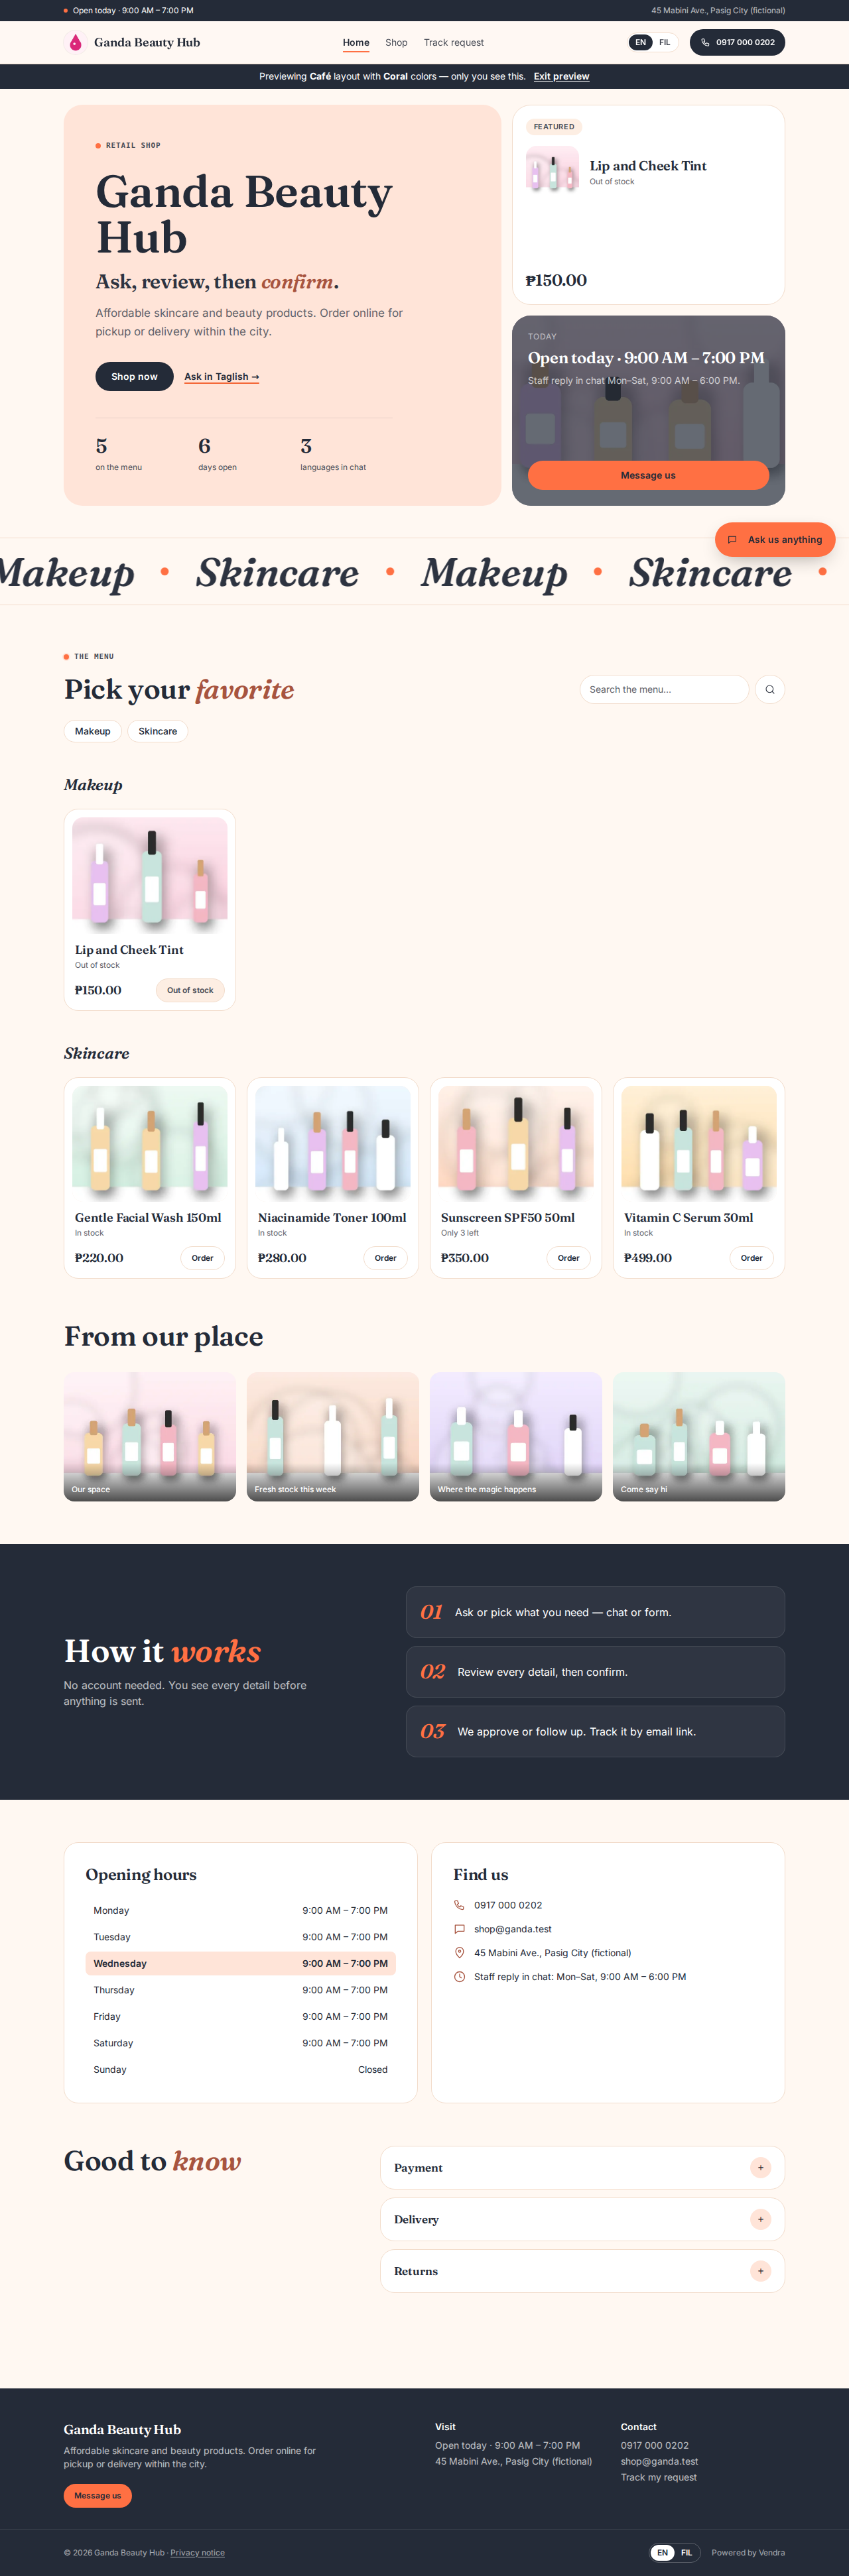 Open today · 9:00 AM – 7:00 PM
45 Mabini Ave., Pasig City (fictional)
Ganda Beauty Hub
Home
Shop
Track request
EN
FIL
0917 000 0202
Previewing Café layout with Coral colors — only you see this. Exit preview
RETAIL SHOP
Ganda Beauty
Hub
Ask, review, then confirm.
Affordable skincare and beauty products. Order online for
pickup or delivery within the city.
Shop now
Ask in Taglish →
5
on the menu
6
days open
3
languages in chat
FEATURED
Lip and Cheek Tint
Out of stock
₱150.00
TODAY
Open today · 9:00 AM – 7:00 PM
Staff reply in chat Mon–Sat, 9:00 AM – 6:00 PM.
Message us
Ask us anything
Makeup • Skincare • Makeup • Skincare •
THE MENU
Pick your favorite
Search the menu...
Makeup
Skincare
Makeup
Lip and Cheek Tint
Out of stock
₱150.00
Out of stock
Skincare
Gentle Facial Wash 150ml
In stock
₱220.00
Order
Niacinamide Toner 100ml
In stock
₱280.00
Order
Sunscreen SPF50 50ml
Only 3 left
₱350.00
Order
Vitamin C Serum 30ml
In stock
₱499.00
Order
From our place
Our space
Fresh stock this week
Where the magic happens
Come say hi
How it works
No account needed. You see every detail before
anything is sent.
01 Ask or pick what you need — chat or form.
02 Review every detail, then confirm.
03 We approve or follow up. Track it by email link.
Opening hours
Monday 9:00 AM – 7:00 PM
Tuesday 9:00 AM – 7:00 PM
Wednesday 9:00 AM – 7:00 PM
Thursday 9:00 AM – 7:00 PM
Friday 9:00 AM – 7:00 PM
Saturday 9:00 AM – 7:00 PM
Sunday Closed
Find us
0917 000 0202
shop@ganda.test
45 Mabini Ave., Pasig City (fictional)
Staff reply in chat: Mon–Sat, 9:00 AM – 6:00 PM
Good to know
Payment +
Delivery +
Returns +
Ganda Beauty Hub
Affordable skincare and beauty products. Order online for
pickup or delivery within the city.
Message us
Visit
Open today · 9:00 AM – 7:00 PM
45 Mabini Ave., Pasig City (fictional)
Contact
0917 000 0202
shop@ganda.test
Track my request
© 2026 Ganda Beauty Hub · Privacy notice
EN
FIL
Powered by Vendra